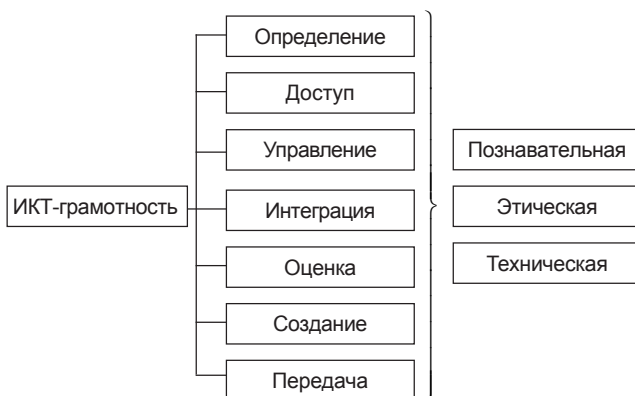 Определение
Доступ
Управление
Познавательная
ИКТ-грамотность
Интеграция
Этическая
Оценка
Техническая
Создание
Передача